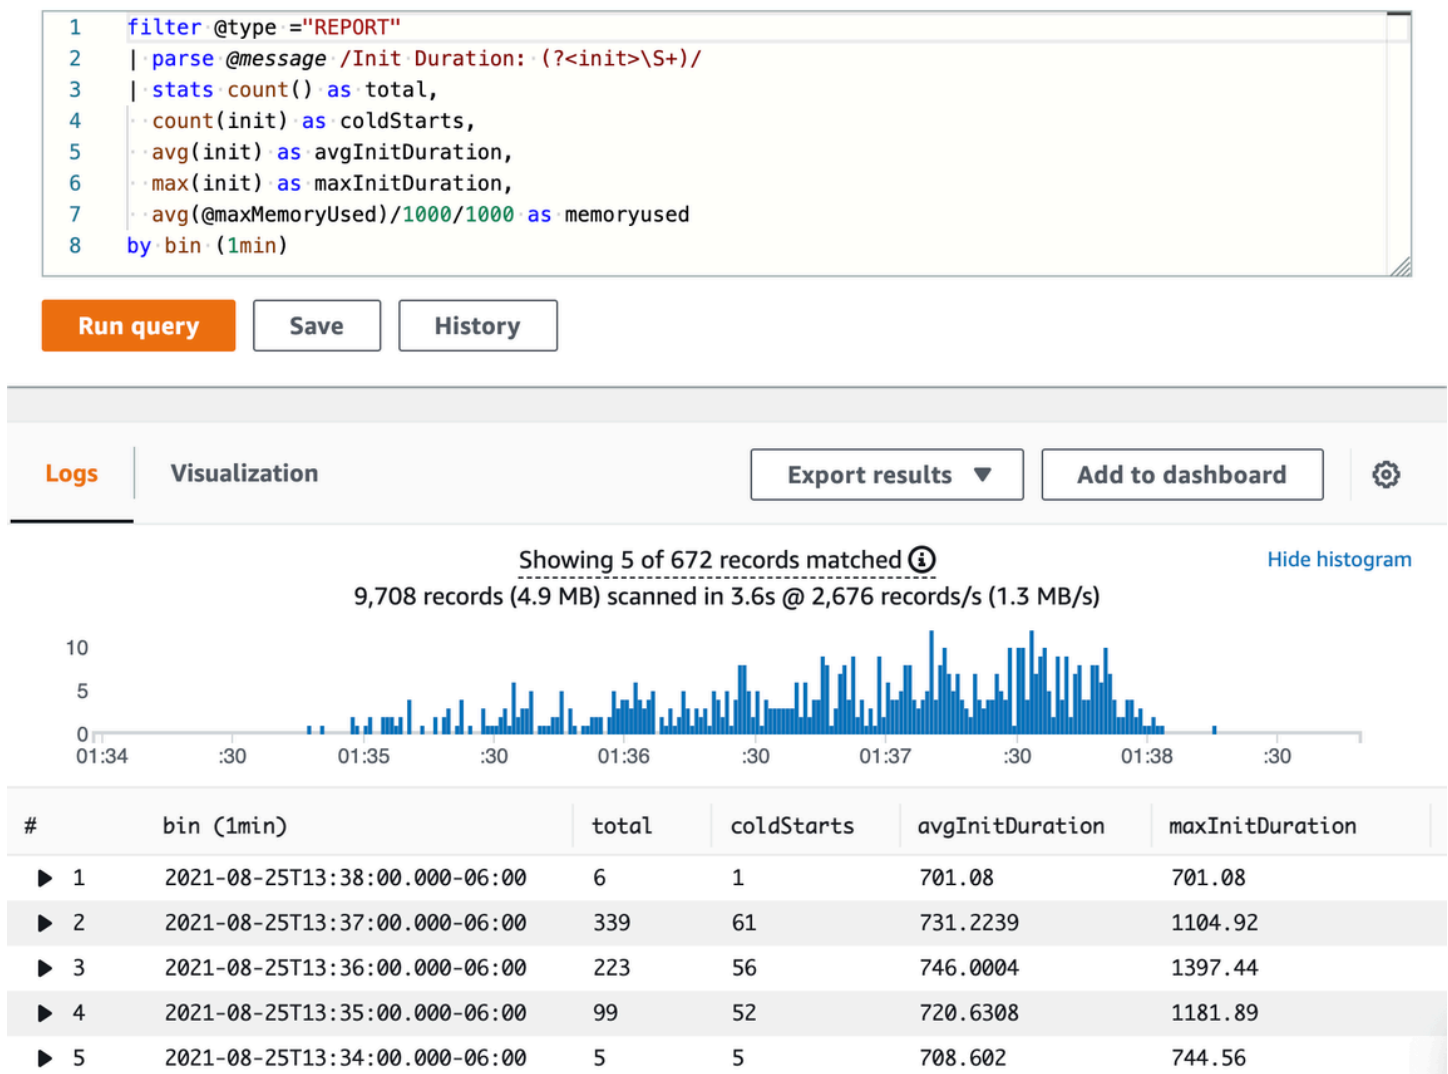 1 filter @type ="REPORT"
2 | parse @message /Init Duration: (?<init>\S+)/
3 | stats count() as total,
4 count(init) as coldStarts,
5 avg(init) as avgInitDuration,
6 max(init) as maxInitDuration,
7 avg(@maxMemoryUsed)/1000/1000 as memoryused
8 by bin (1min)
Run query Save History
Logs Visualization Export results ▼ Add to dashboard
Showing 5 of 672 records matched
Hide histogram
9,708 records (4.9 MB) scanned in 3.6s @ 2,676 records/s (1.3 MB/s)
10
5
0
01:34 :30 01:35 :30 01:36 :30 01:37 :30 01:38 :30
# bin (1min) total coldStarts avgInitDuration maxInitDuration
1 2021-08-25T13:38:00.000-06:00 6 1 701.08 701.08
2 2021-08-25T13:37:00.000-06:00 339 61 731.2239 1104.92
3 2021-08-25T13:36:00.000-06:00 223 56 746.0004 1397.44
4 2021-08-25T13:35:00.000-06:00 99 52 720.6308 1181.89
5 2021-08-25T13:34:00.000-06:00 5 5 708.602 744.56